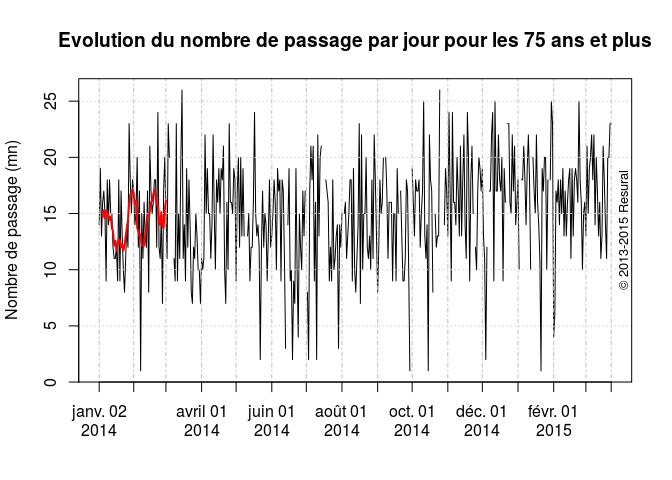 Evolution du nombre de passage par jour pour les 75 ans et plus
Nombre de passage (mn)
25
20
15
10
5
0
© 2013-2015 Resural
janv. 02
2014
avril 01
2014
juin 01
2014
août 01
2014
oct. 01
2014
déc. 01
2014
févr. 01
2015